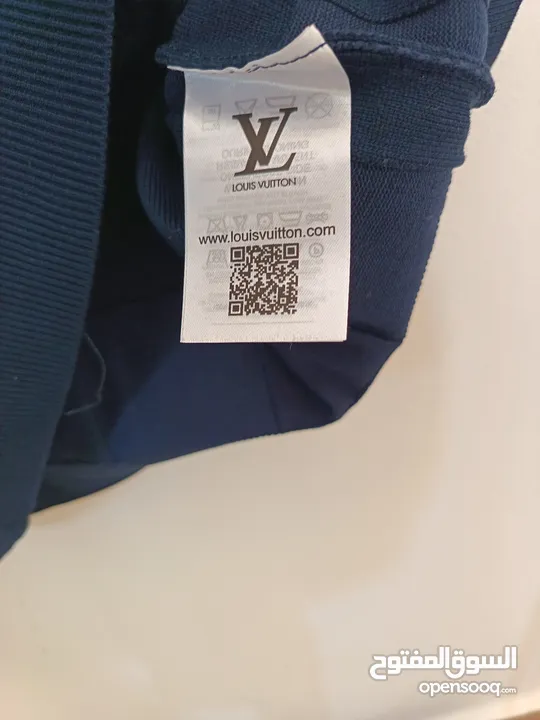 LV
LOUIS VUITTON
www.louisvuitton.com
السوق المفتوح
opensooq.com